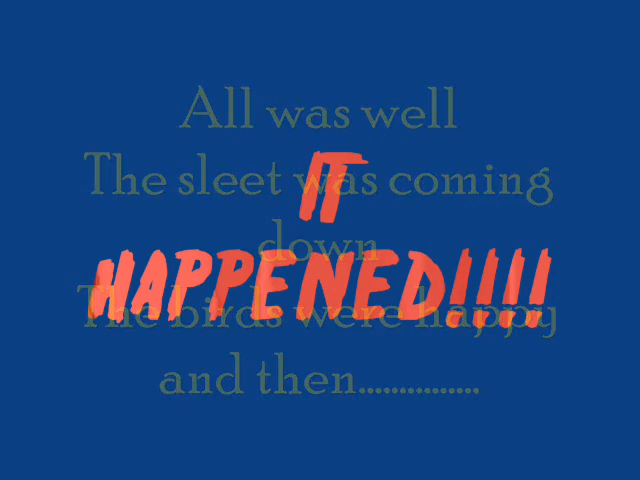 All was well
The sleet was coming
down
The birds were happy
and then...............
IT
HAPPENED!!!!